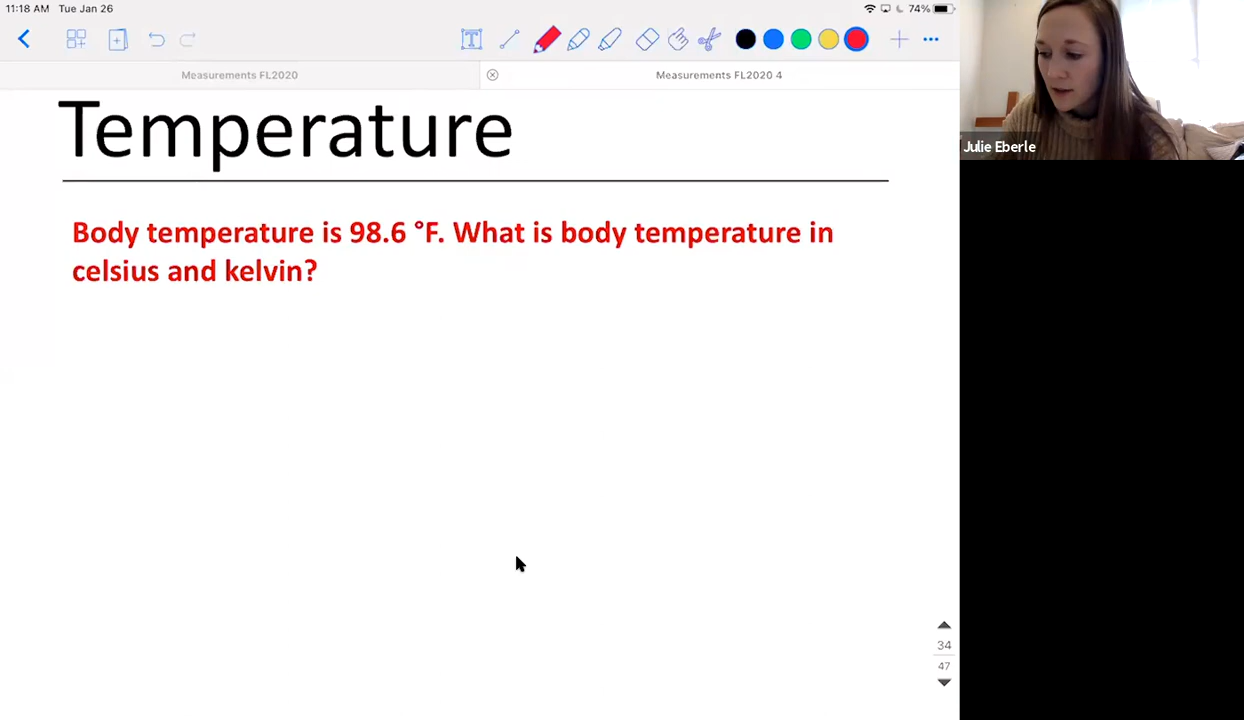 11:18 AM Tue Jan 26
74%
T
Measurements FL2020
Measurements FL2020 4
Temperature
Body temperature is 98.6 °F. What is body temperature in
celsius and kelvin?
34
47
Julie Eberle